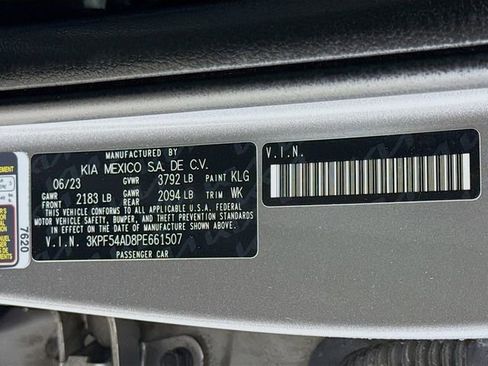 MANUFACTURED BY
KIA MEXICO S.A. DE C.V.
06/23 GVWR 3792 LB PAINT KLG
GAWR FRONT 2183 LB GAWR REAR 2094 LB TRIM WK
THIS VEHICLE CONFORMS TO ALL APPLICABLE U.S.A. FEDERAL
MOTOR VEHICLE SAFETY, BUMPER, AND THEFT PREVENTION
STANDARDS IN EFFECT ON THE DATE OF MANUFACTURE
SHOWN ABOVE.
V.I.N. 3KPF54AD8PE661507
PASSENGER CAR
V.I.N.
7620